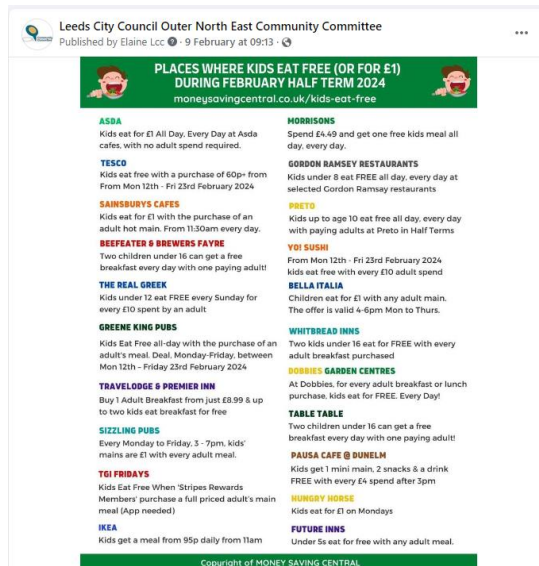 Leeds City Council Outer North East Community Committee
Published by Elaine Lcc · 9 February at 09:13 ·
PLACES WHERE KIDS EAT FREE (OR FOR £1)
DURING FEBRUARY HALF TERM 2024
moneysavingcentral.co.uk/kids-eat-free
ASDA
Kids eat for £1 All Day, Every Day at Asda
cafes, with no adult spend required.
TESCO
Kids eat free with a purchase of 60p+ from
From Mon 12th - Fri 23rd February 2024
SAINSBURYS CAFES
Kids eat for £1 with the purchase of an
adult hot main. From 11:30am every day.
BEEFEATER & BREWERS FAYRE
Two children under 16 can get a free
breakfast every day with one paying adult!
THE REAL GREEK
Kids under 12 eat FREE every Sunday for
every £10 spent by an adult
GREENE KING PUBS
Kids Eat Free all-day with the purchase of an
adult's meal. Deal, Monday-Friday, between
Mon 12th – Friday 23rd February 2024
TRAVELODGE & PREMIER INN
Buy 1 Adult Breakfast from just £8.99 & up
to two kids eat breakfast for free
SIZZLING PUBS
Every Monday to Friday, 3 - 7pm, kids'
mains are £1 with every adult meal.
TGI FRIDAYS
Kids Eat Free When 'Stripes Rewards
Members' purchase a full priced adult's main
meal (App needed)
IKEA
Kids get a meal from 95p daily from 11am
MORRISONS
Spend £4.49 and get one free kids meal all
day, every day.
GORDON RAMSEY RESTAURANTS
Kids under 8 eat FREE all day, every day at
selected Gordon Ramsay restaurants
PRETO
Kids up to age 10 eat free all day, every day
with paying adults at Preto in Half Terms
YO! SUSHI
From Mon 12th - Fri 23rd February 2024
kids eat free with every £10 adult spend
BELLA ITALIA
Children eat for £1 with any adult main.
The offer is valid 4-6pm Mon to Thurs.
WHITBREAD INNS
Two kids under 16 eat for FREE with every
adult breakfast purchased
DOBBIES GARDEN CENTRES
At Dobbies, for every adult breakfast or lunch
purchase, kids eat for FREE. Every Day!
TABLE TABLE
Two children under 16 can get a free
breakfast every day with one paying adult!
PAUSA CAFE @ DUNELM
Kids get 1 mini main, 2 snacks & a drink
FREE with every £4 spend after 3pm
HUNGRY HORSE
Kids eat for £1 on Mondays
FUTURE INNS
Under 5s eat for free with any adult meal.
Copyright of MONEY SAVING CENTRAL